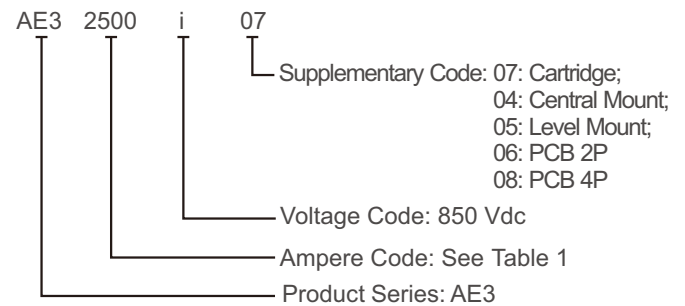 AE3 2500 i 07
Supplementary Code: 07: Cartridge;
04: Central Mount;
05: Level Mount;
06: PCB 2P
08: PCB 4P
Voltage Code: 850 Vdc
Ampere Code: See Table 1
Product Series: AE3